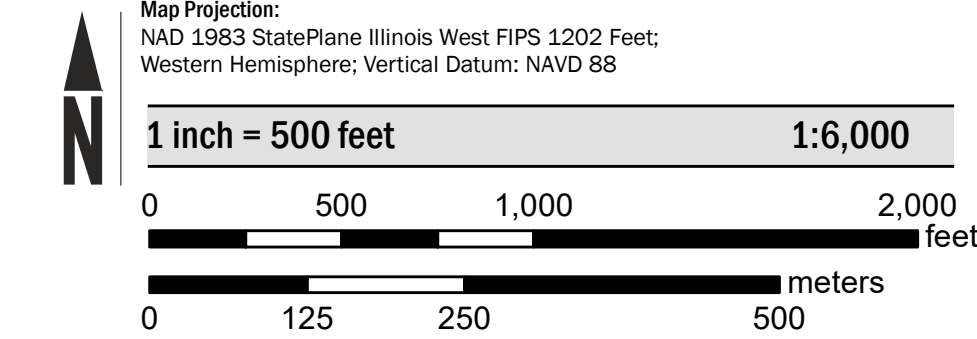 Map Projection:
NAD 1983 StatePlane Illinois West FIPS 1202 Feet;
Western Hemisphere; Vertical Datum: NAVD 88
N
1 inch = 500 feet 1:6,000
0 500 1,000 2,000
feet
meters
0 125 250 500